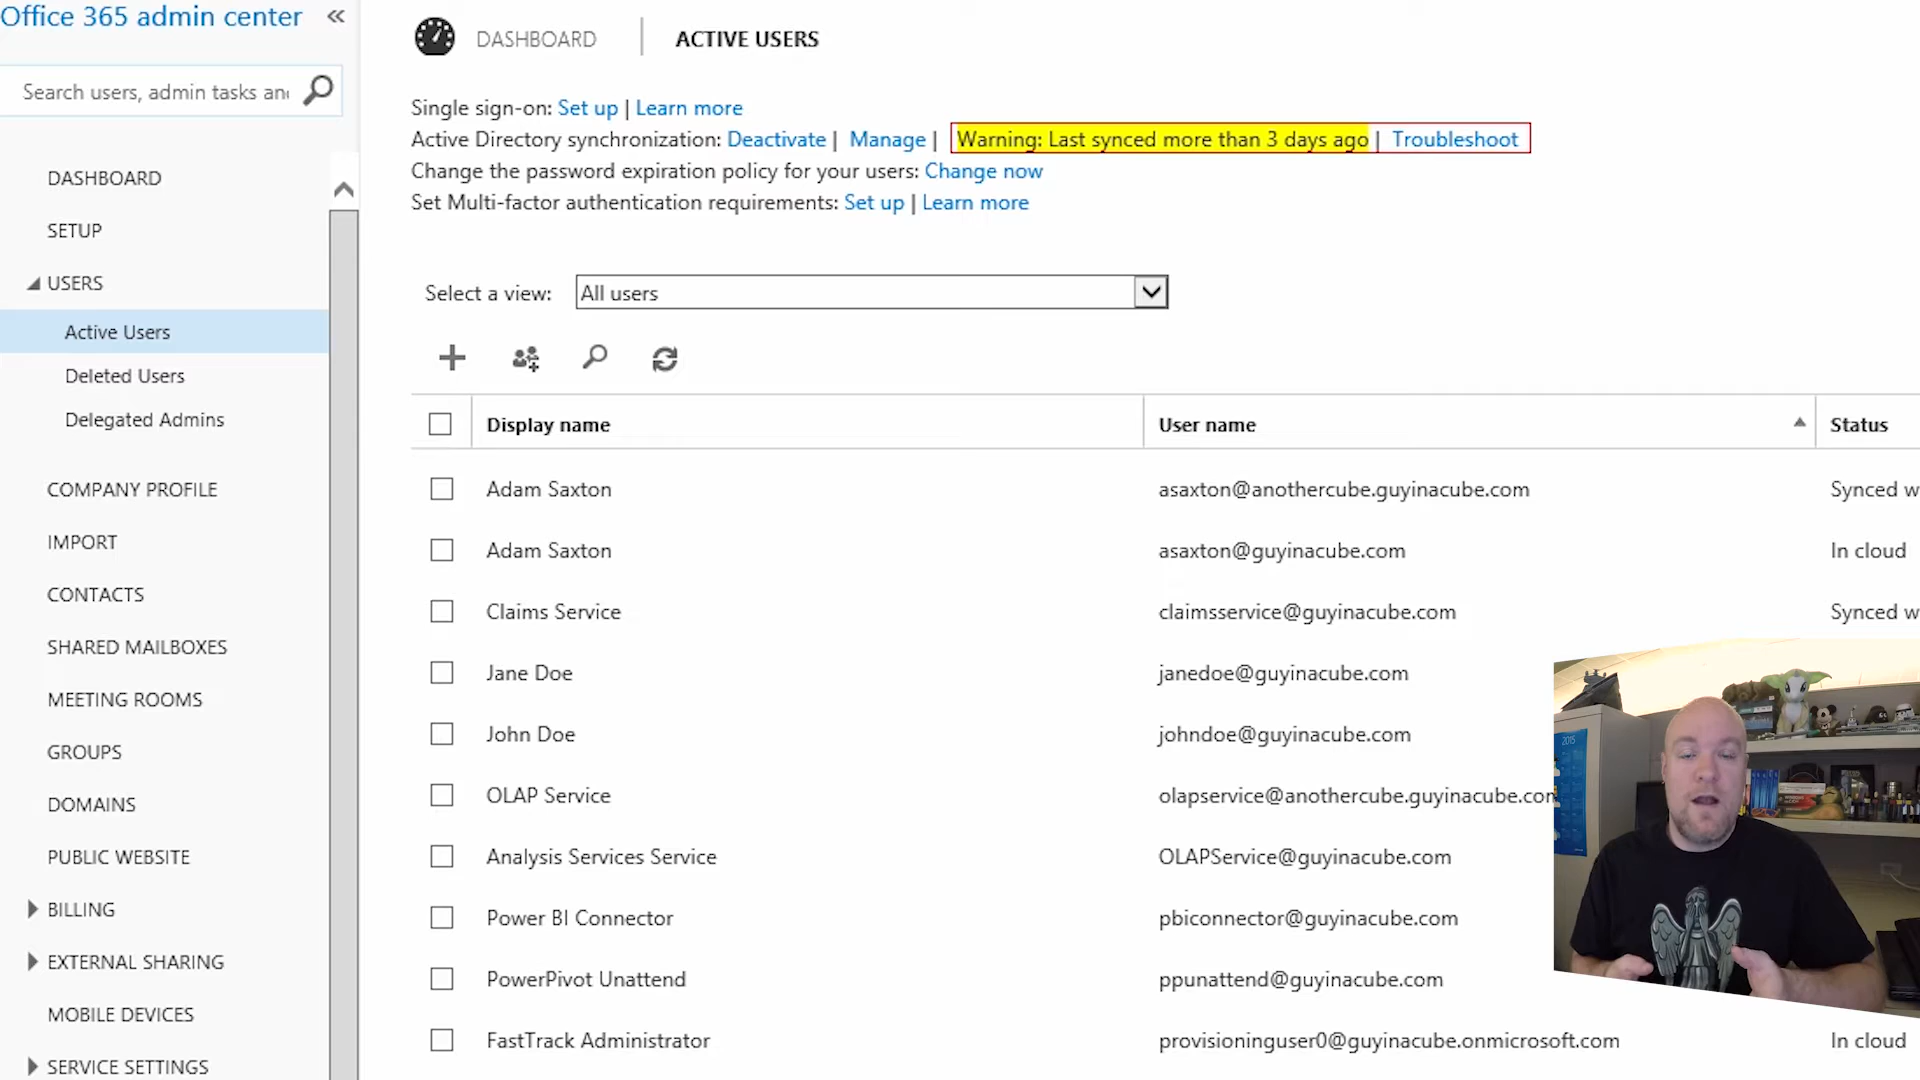 Office 365 admin center «
Search users, admin tasks an
DASHBOARD
SETUP
USERS
Active Users
Deleted Users
Delegated Admins
COMPANY PROFILE
IMPORT
CONTACTS
SHARED MAILBOXES
MEETING ROOMS
GROUPS
DOMAINS
PUBLIC WEBSITE
BILLING
EXTERNAL SHARING
MOBILE DEVICES
SERVICE SETTINGS
DASHBOARD | ACTIVE USERS
Single sign-on: Set up | Learn more
Active Directory synchronization: Deactivate | Manage | Warning: Last synced more than 3 days ago | Troubleshoot
Change the password expiration policy for your users: Change now
Set Multi-factor authentication requirements: Set up | Learn more
Select a view: All users
Display name User name Status
Adam Saxton asaxton@anothercube.guyinacube.com Synced w
Adam Saxton asaxton@guyinacube.com In cloud
Claims Service claimsservice@guyinacube.com Synced w
Jane Doe janedoe@guyinacube.com
John Doe johndoe@guyinacube.com
OLAP Service olapservice@anothercube.guyinacube.com
Analysis Services Service OLAPService@guyinacube.com
Power BI Connector pbiconnector@guyinacube.com
PowerPivot Unattend ppunattend@guyinacube.com
FastTrack Administrator provisioninguser0@guyinacube.onmicrosoft.com In cloud
2015